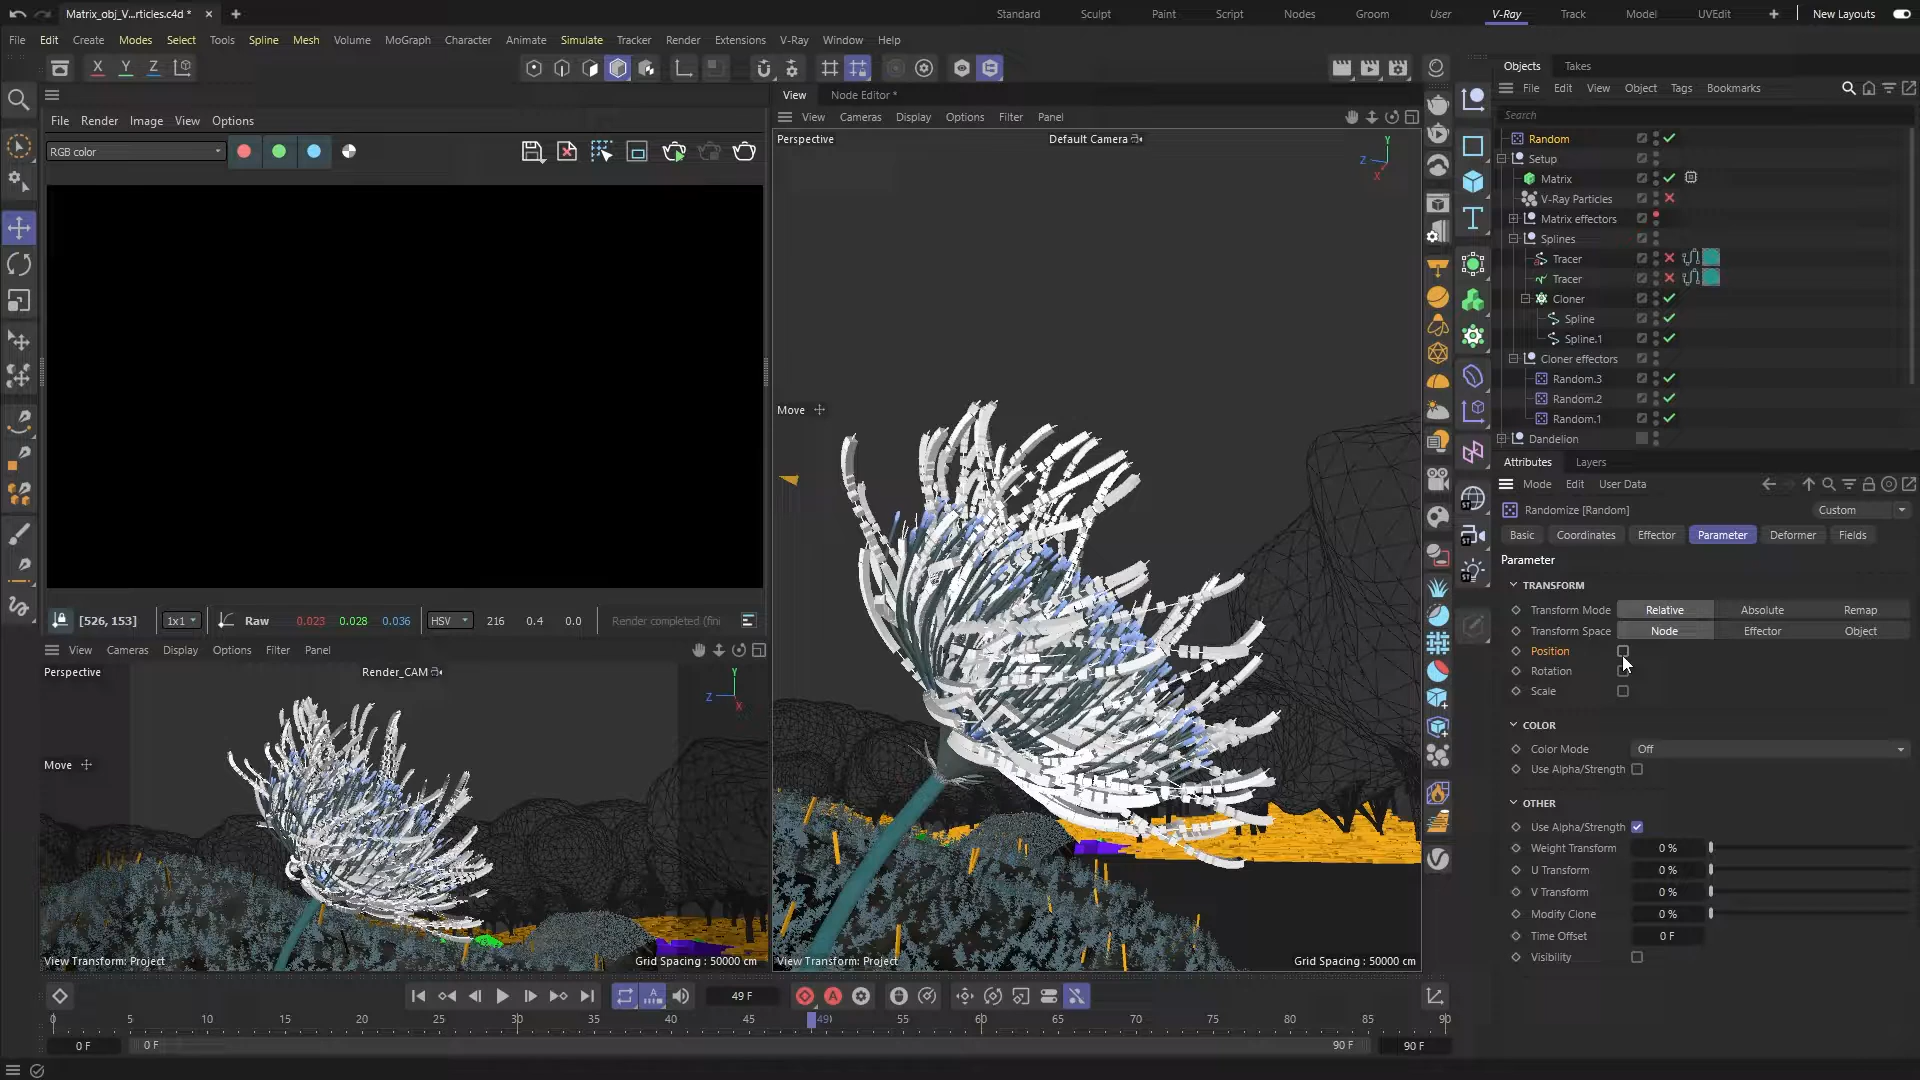 Matrix_obj_V...rticles.c4d *
Standard Sculpt Paint Script Nodes Groom User V-Ray Track Model UVEdit New Layouts
File Edit Create Modes Select Tools Spline Mesh Volume MoGraph Character Animate Simulate Tracker Render Extensions V-Ray Window Help
X Y Z
Objects Takes
File Edit View Object Tags Bookmarks
Search
Random
Setup
Matrix
V-Ray Particles
Matrix effectors
Splines
Tracer
Tracer
Cloner
Spline
Spline.1
Cloner effectors
Random.3
Random.2
Random.1
Dandelion
File Render Image View Options
RGB color
[526, 153] 1x1 Raw 0.023 0.028 0.036 HSV 216 0.4 0.0 Render completed (fini
View Node Editor *
View Cameras Display Options Filter Panel
Perspective Default Camera
Y
Z
X
Move
View Transform: Project Grid Spacing : 50000 cm
View Cameras Display Options Filter Panel
Perspective Render_CAM
Y
Z
X
Move
View Transform: Project Grid Spacing : 50000 cm
ST
ST
ST
Attributes Layers
Mode Edit User Data
Randomize [Random] Custom
Basic Coordinates Effector Parameter Deformer Fields
Parameter
TRANSFORM
Transform Mode Relative Absolute Remap
Transform Space Node Effector Object
Position
Rotation
Scale
COLOR
Color Mode Off
Use Alpha/Strength
OTHER
Use Alpha/Strength
Weight Transform 0 %
U Transform 0 %
V Transform 0 %
Modify Clone 0 %
Time Offset 0 F
Visibility
A 49 F A
0 5 10 15 20 25 30 35 40 45 49 55 60 65 70 75 80 85 90
0 F 0 F 90 F 90 F